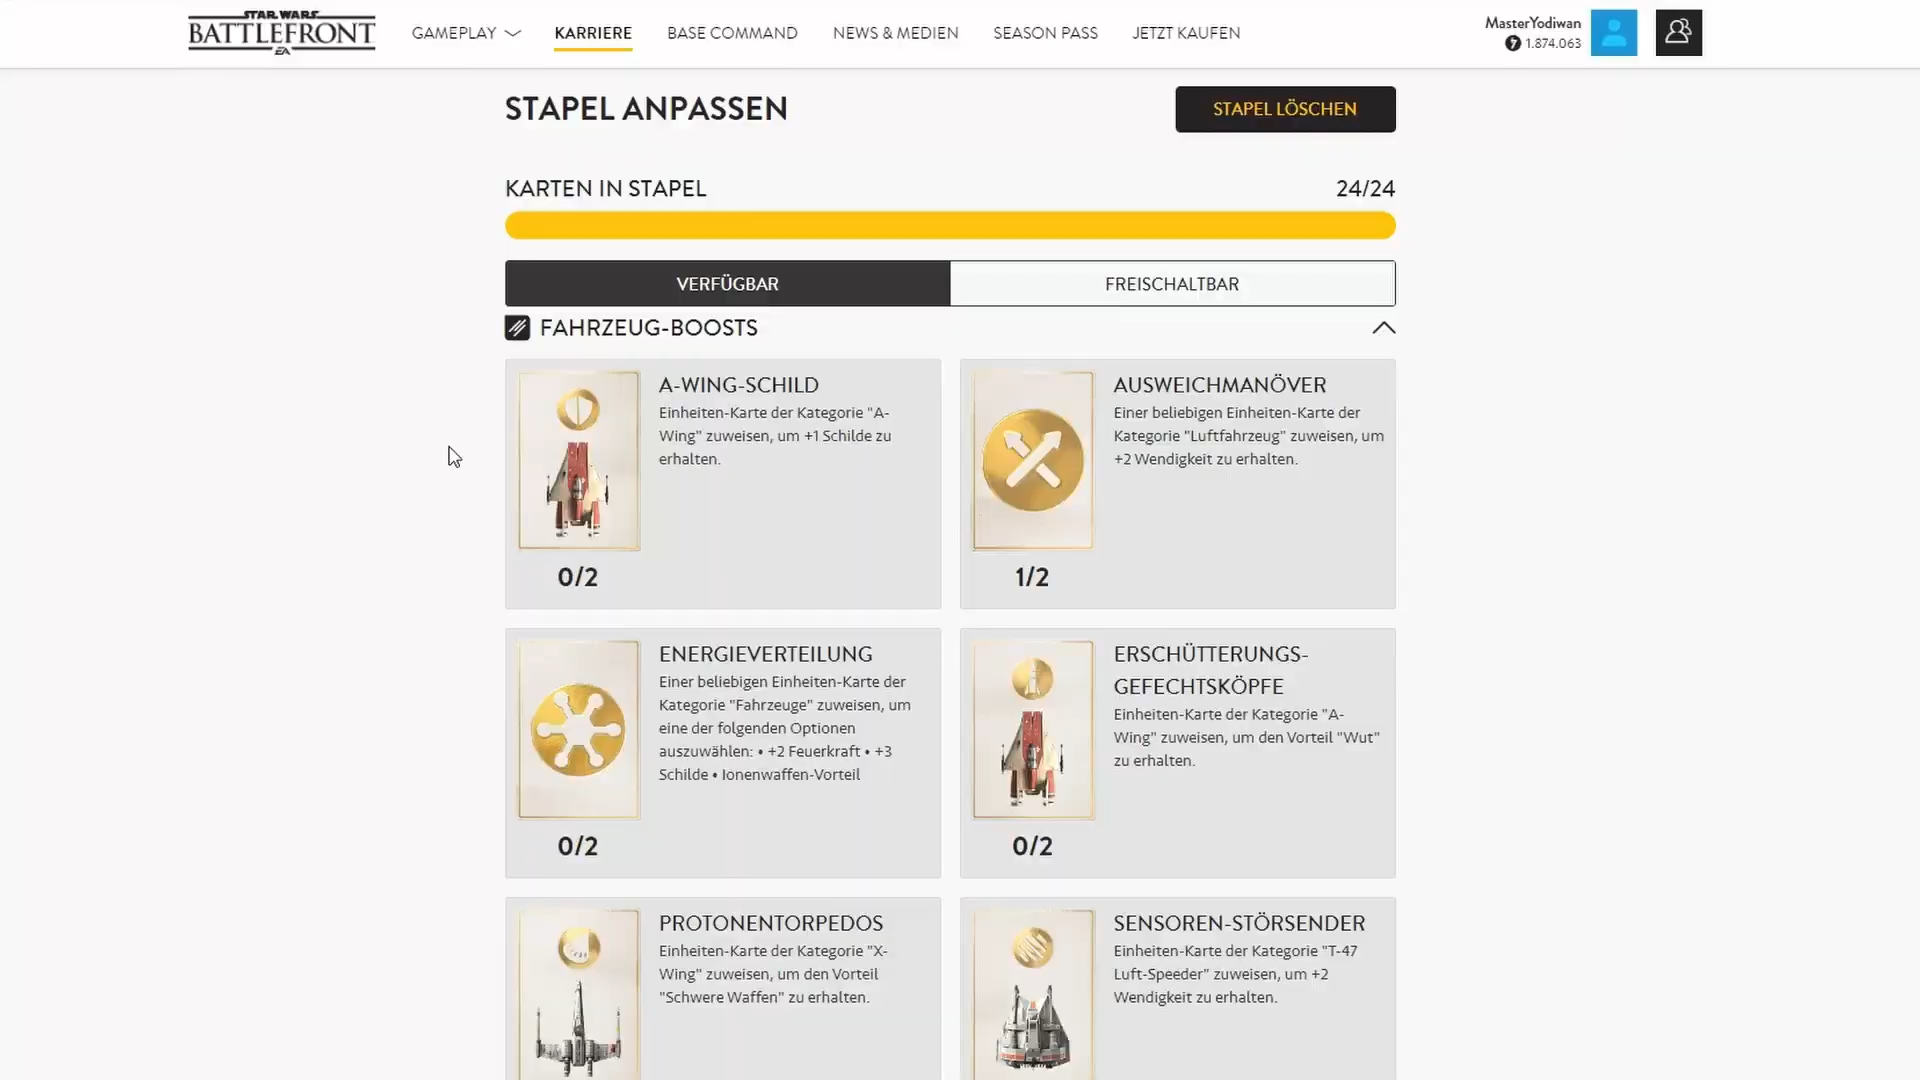 STAR WARS
BATTLEFRONT
EA
GAMEPLAY
KARRIERE
BASE COMMAND
NEWS & MEDIEN
SEASON PASS
JETZT KAUFEN
MasterYodiwan
1.874.063
STAPEL ANPASSEN
STAPEL LÖSCHEN
KARTEN IN STAPEL
24/24
VERFÜGBAR
FREISCHALTBAR
FAHRZEUG-BOOSTS
A-WING-SCHILD
Einheiten-Karte der Kategorie "A-
Wing" zuweisen, um +1 Schilde zu
erhalten.
0/2
AUSWEICHMANÖVER
Einer beliebigen Einheiten-Karte der
Kategorie "Luftfahrzeug" zuweisen, um
+2 Wendigkeit zu erhalten.
1/2
ENERGIEVERTEILUNG
Einer beliebigen Einheiten-Karte der
Kategorie "Fahrzeuge" zuweisen, um
eine der folgenden Optionen
auszuwählen: • +2 Feuerkraft • +3
Schilde • Ionenwaffen-Vorteil
0/2
ERSCHÜTTERUNGS-
GEFECHTSKÖPFE
Einheiten-Karte der Kategorie "A-
Wing" zuweisen, um den Vorteil "Wut"
zu erhalten.
0/2
PROTONENTORPEDOS
Einheiten-Karte der Kategorie "X-
Wing" zuweisen, um den Vorteil
"Schwere Waffen" zu erhalten.
SENSOREN-STÖRSENDER
Einheiten-Karte der Kategorie "T-47
Luft-Speeder" zuweisen, um +2
Wendigkeit zu erhalten.